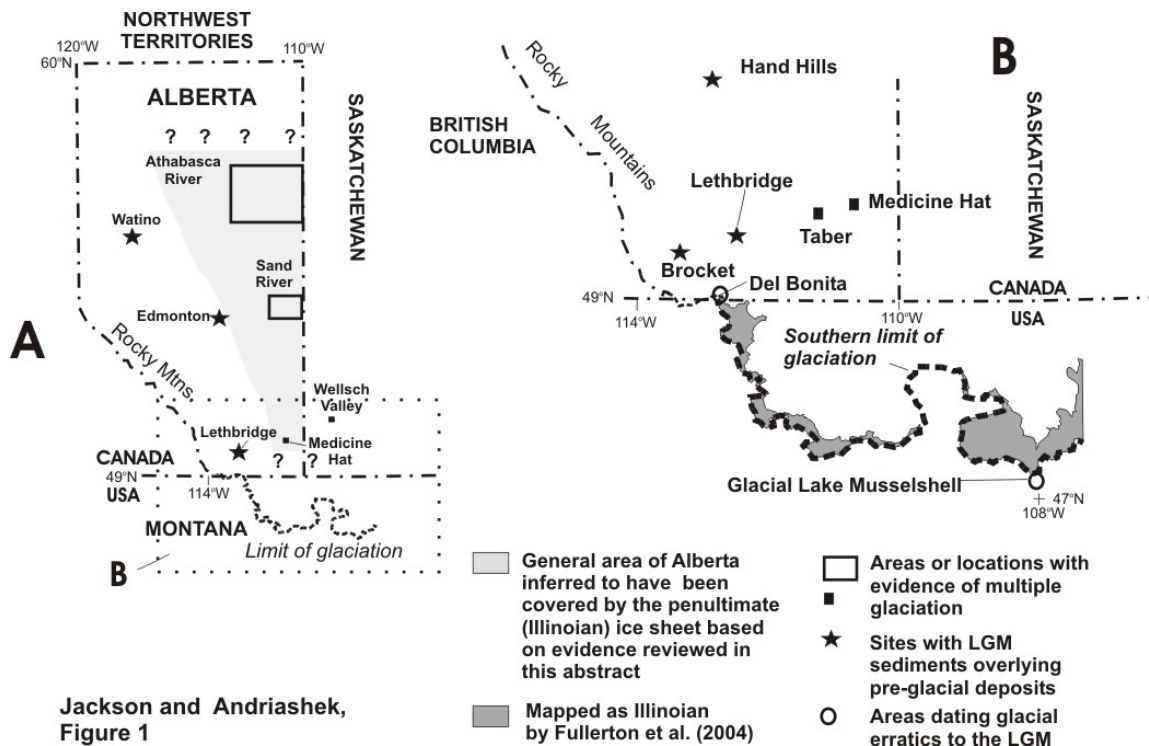 NORTHWEST
TERRITORIES
120°W
110°W
60°N
ALBERTA
SASKATCHEWAN
? ? ? ?
Athabasca
River
Watino
Sand
River
Edmonton
A
Rocky Mtns.
Wellsch
Valley
Lethbridge
Medicine
Hat
CANADA
? ?
49°N
USA
114°W
MONTANA
Limit of glaciation
B
B
Rocky
Mountains
Hand Hills
BRITISH
COLUMBIA
SASKATCHEWAN
Lethbridge
Medicine Hat
Taber
Brocket
Del Bonita
CANADA
49°N
USA
114°W
110°W
Southern limit of
glaciation
Glacial Lake Musselshell
+ 47°N
108°W
General area of Alberta
inferred to have been
covered by the penultimate
(Illinoian) ice sheet based
on evidence reviewed in
this abstract
Mapped as Illinoian
by Fullerton et al. (2004)
Areas or locations with
evidence of multiple
glaciation
Sites with LGM
sediments overlying
pre-glacial deposits
Areas dating glacial
erratics to the LGM
Jackson and Andriashek,
Figure 1